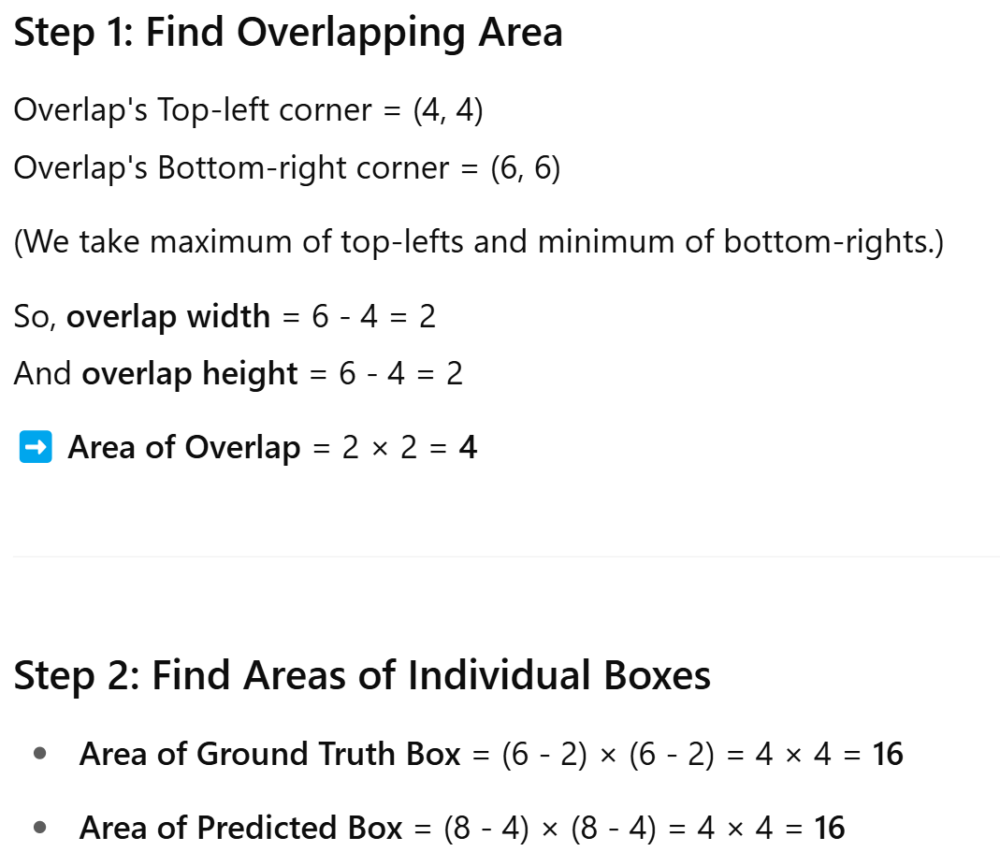 Step 1: Find Overlapping Area
Overlap's Top-left corner = (4, 4)
Overlap's Bottom-right corner = (6, 6)
(We take maximum of top-lefts and minimum of bottom-rights.)
So, overlap width = 6 - 4 = 2
And overlap height = 6 - 4 = 2
➡ Area of Overlap = 2 × 2 = 4
Step 2: Find Areas of Individual Boxes
• Area of Ground Truth Box = (6 - 2) × (6 - 2) = 4 × 4 = 16
• Area of Predicted Box = (8 - 4) × (8 - 4) = 4 × 4 = 16